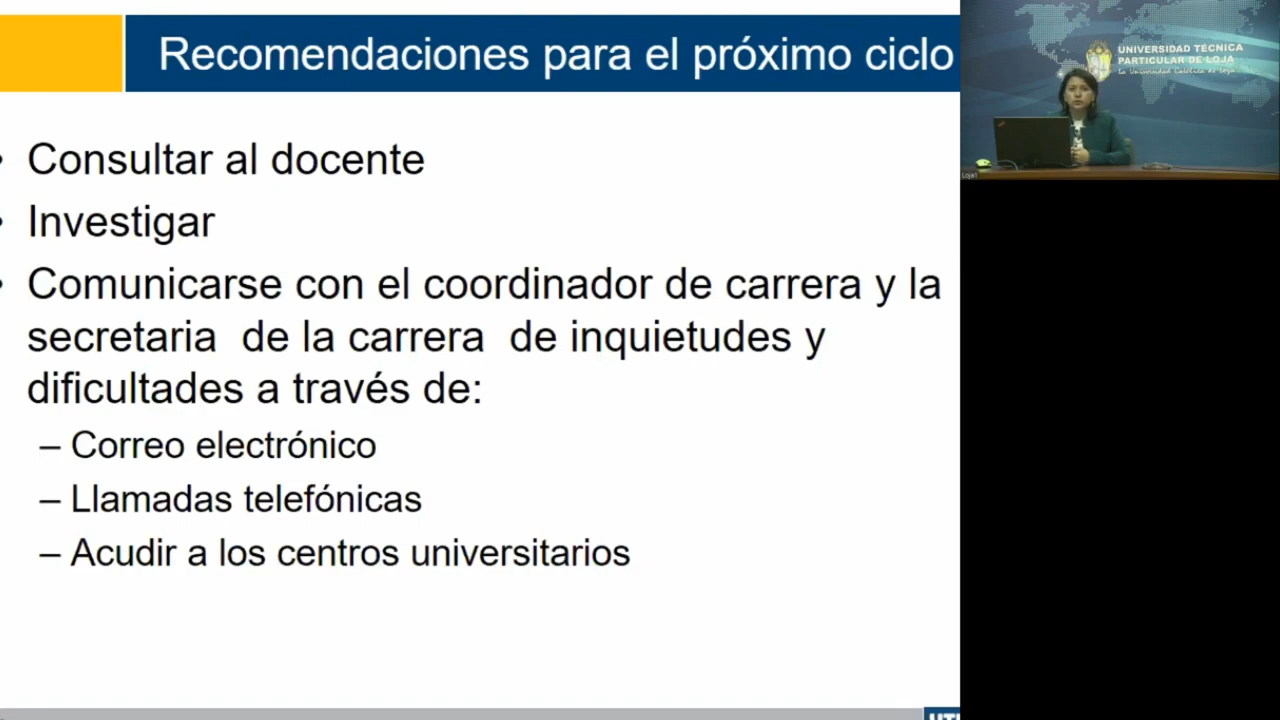 Recomendaciones para el próximo ciclo
• Consultar al docente
• Investigar
• Comunicarse con el coordinador de carrera y la
secretaria de la carrera de inquietudes y
dificultades a través de:
– Correo electrónico
– Llamadas telefónicas
– Acudir a los centros universitarios
UNIVERSIDAD TÉCNICA
PARTICULAR DE LOJA
La Universidad Católica de Loja
Loja1